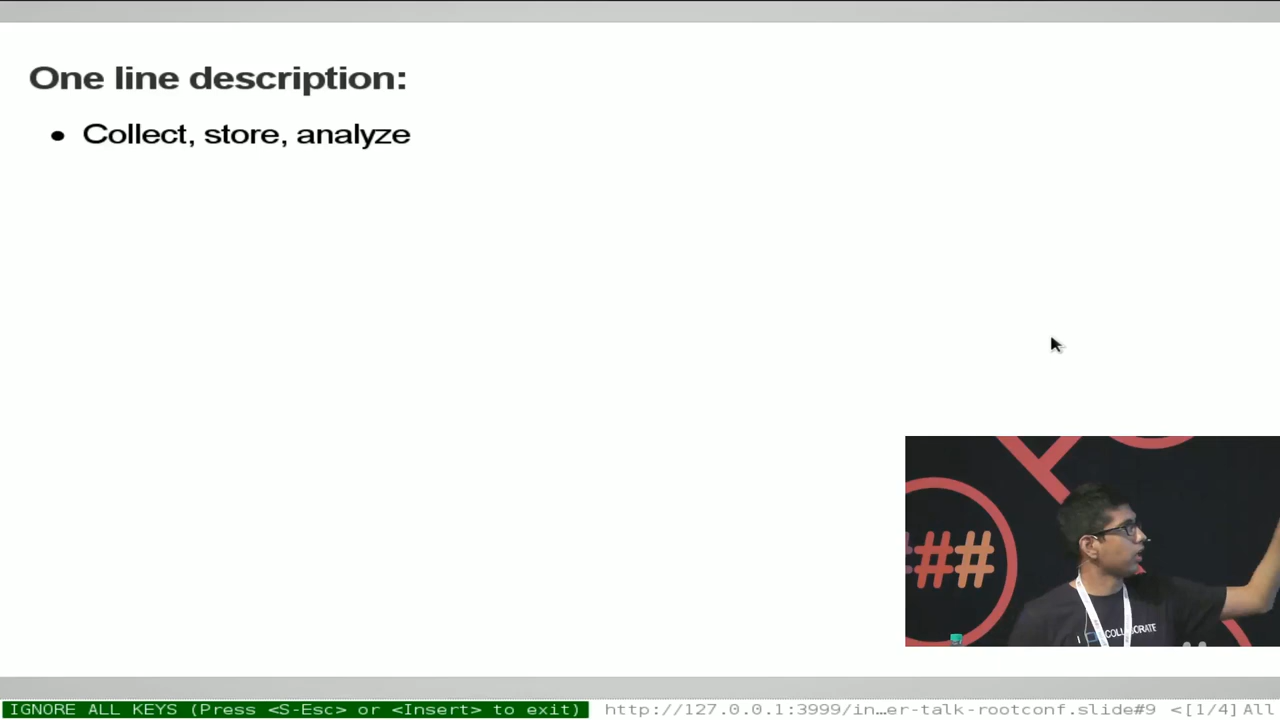 One line description:
● Collect, store, analyze
###
I COLLABORATE
IGNORE ALL KEYS (Press <S-Esc> or <Insert> to exit) http://127.0.0.1:3999/in…er-talk-rootconf.slide#9 <[1/4]All